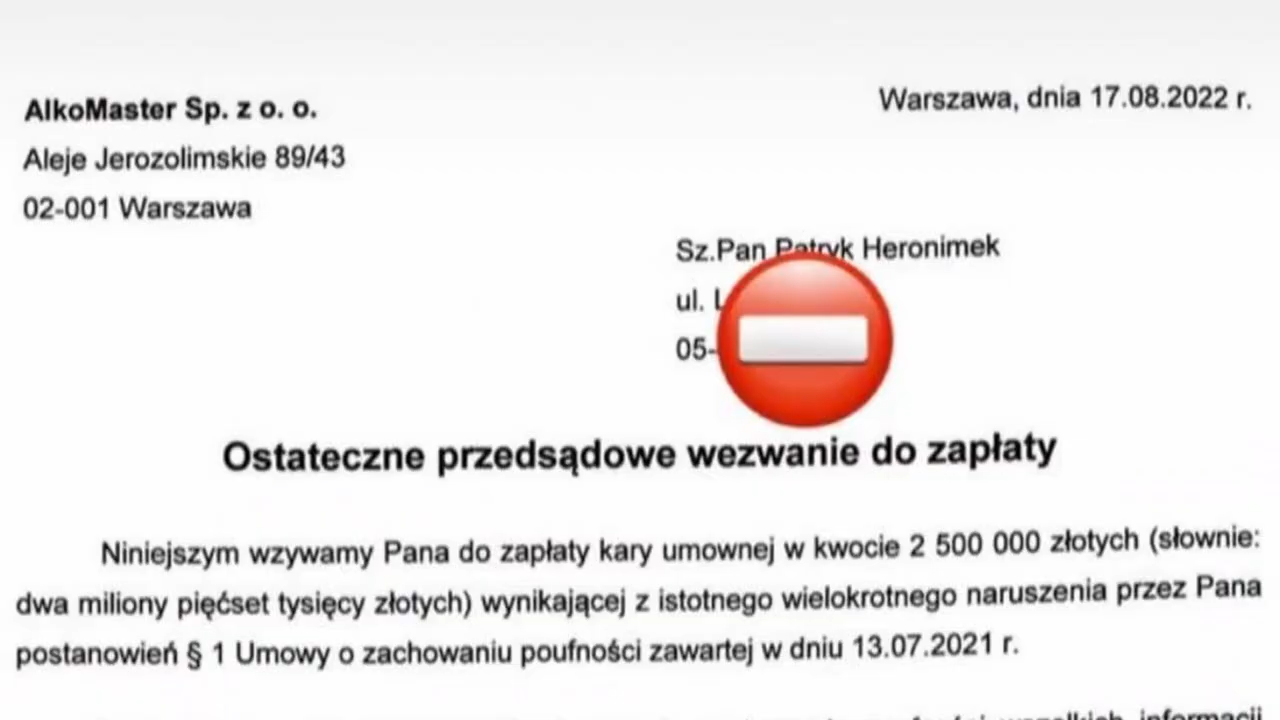 AlkoMaster Sp. z o. o.
Warszawa, dnia 17.08.2022 r.
Aleje Jerozolimskie 89/43
02-001 Warszawa
Sz.Pan Patryk Heronimek
ul. L
05-
Ostateczne przedsądowe wezwanie do zapłaty
Niniejszym wzywamy Pana do zapłaty kary umownej w kwocie 2 500 000 złotych (słownie:
dwa miliony pięćset tysięcy złotych) wynikającej z istotnego wielokrotnego naruszenia przez Pana
postanowień § 1 Umowy o zachowaniu poufności zawartej w dniu 13.07.2021 r.
poufności wszelkich informacji